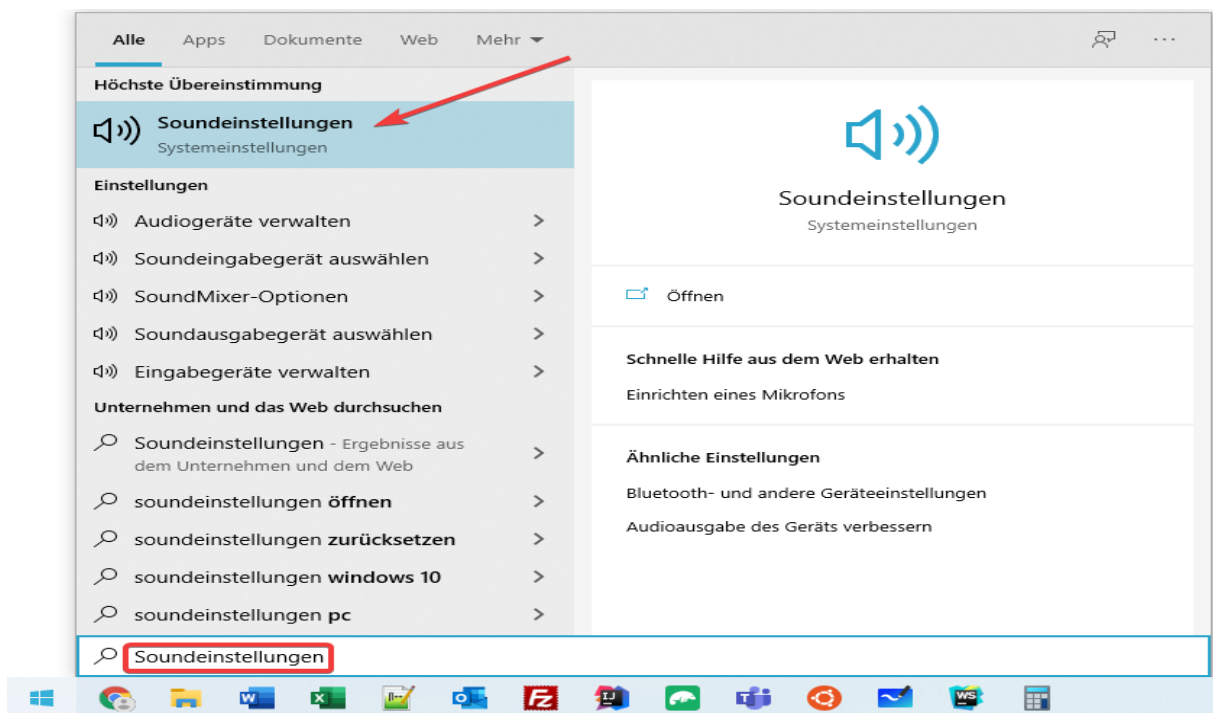 Alle Apps Dokumente Web Mehr
Höchste Übereinstimmung
Soundeinstellungen
Systemeinstellungen
Einstellungen
Audiogeräte verwalten
Soundeingabegerät auswählen
SoundMixer-Optionen
Soundausgabegerät auswählen
Eingabegeräte verwalten
Unternehmen und das Web durchsuchen
Soundeinstellungen - Ergebnisse aus
dem Unternehmen und dem Web
soundeinstellungen öffnen
soundeinstellungen zurücksetzen
soundeinstellungen windows 10
soundeinstellungen pc
Soundeinstellungen
Soundeinstellungen
Systemeinstellungen
Öffnen
Schnelle Hilfe aus dem Web erhalten
Einrichten eines Mikrofons
Ähnliche Einstellungen
Bluetooth- und andere Geräteeinstellungen
Audioausgabe des Geräts verbessern